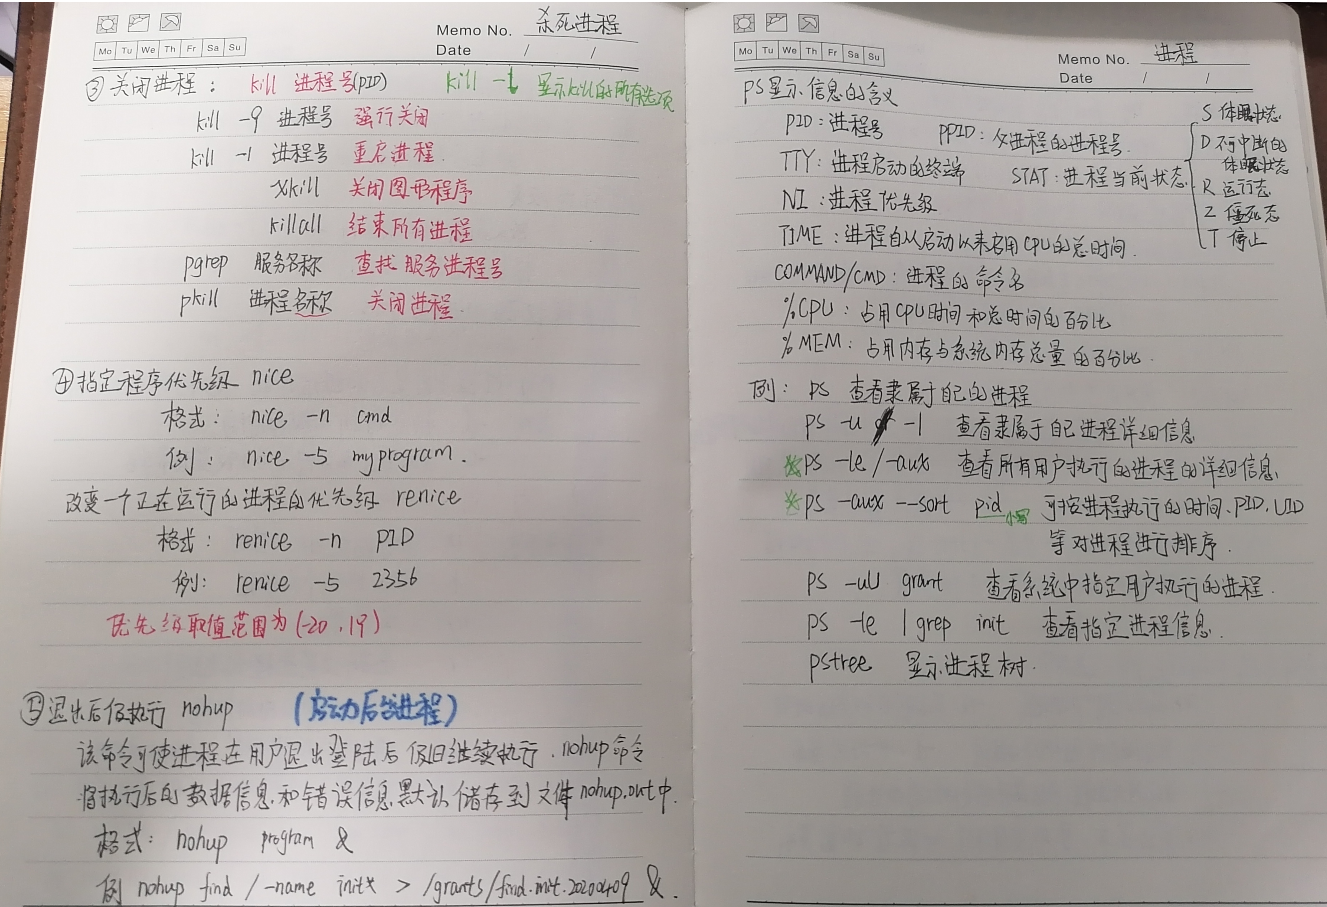 Memo No. 杀死进程
Mo Tu We Th Fr Sa Su
Date / /
③关闭进程: kill 进程号(PID) kill -l 显示kill的所有选项
kill -9 进程号 强行关闭
kill -1 进程号 重启进程.
xkill 关闭图形程序
killall 结束所有进程
pgrep 服务名称 查找服务进程号
pkill 进程名称 关闭进程.
④指定程序优先级 nice
格式: nice -n cmd
例: nice -5 myprogram.
改变一个正在运行的进程的优先级 renice
格式: renice -n PID
例: renice -5 2356
优先级取值范围为(-20,19)
⑤退出后仍执行 nohup (启动后台进程)
该命令可使进程在用户退出登陆后仍旧继续执行.nohup命令
将执行后的数据信息和错误信息默认储存到文件nohup.out中.
格式: nohup program &
例 nohup find / -name init* > /grants/find.init.20200409 &.
Memo No. 进程
Mo Tu We Th Fr Sa Su
Date / /
PS显示信息的含义
PID:进程号 PPID:父进程的进程号.
TTY:进程启动的终端 STAT:进程当前状态
S 休眠状态
D 不可中断的
休眠状态
R 运行态
Z 僵死态
T 停止
NI:进程优先级
TIME:进程自从启动以来启用CPU的总时间.
COMMAND/CMD:进程的命令名
%CPU:占用CPU时间和总时间的百分比
%MEM:占用内存与系统内存总量的百分比.
例: ps 查看隶属于自己的进程
ps -u -l 查看隶属于自己进程详细信息
*ps -le/-aux 查看所有用户执行的进程的详细信息.
*ps -aux --sort pid 小写 可按进程执行的时间、PID、UID
等对进程进行排序.
ps -uU grant 查看系统中指定用户执行的进程.
ps -le | grep init 查看指定进程信息.
pstree 显示进程树.